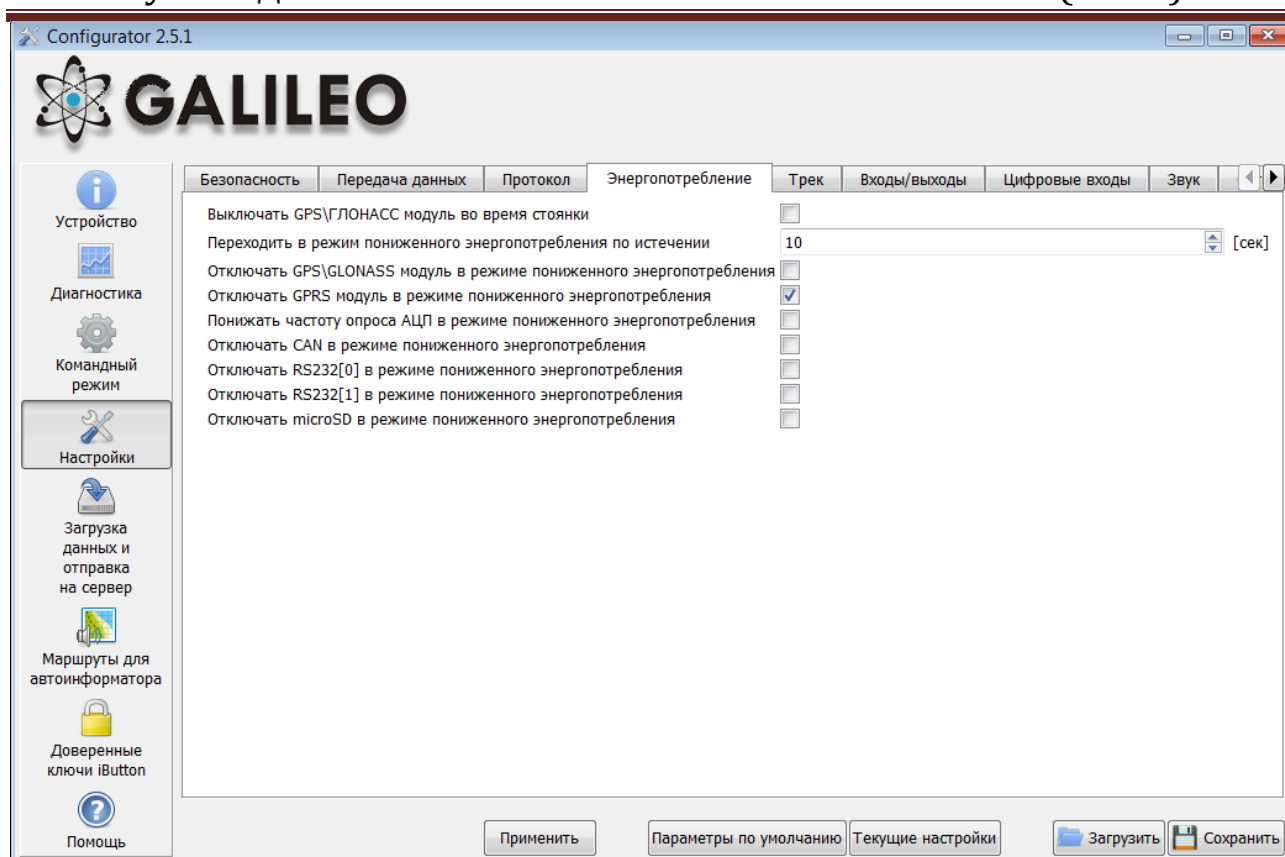 Configurator 2.5.1
GALILEO
Устройство
Диагностика
Командный
режим
Настройки
Загрузка
данных и
отправка
на сервер
Маршруты для
автоинформатора
Доверенные
ключи iButton
Помощь
Безопасность Передача данных Протокол Энергопотребление Трек Входы/выходы Цифровые входы Звук
Выключать GPS\ГЛОНАСС модуль во время стоянки
Переходить в режим пониженного энергопотребления по истечении 10 [сек]
Отключать GPS\GLONASS модуль в режиме пониженного энергопотребления
Отключать GPRS модуль в режиме пониженного энергопотребления
Понижать частоту опроса АЦП в режиме пониженного энергопотребления
Отключать CAN в режиме пониженного энергопотребления
Отключать RS232[0] в режиме пониженного энергопотребления
Отключать RS232[1] в режиме пониженного энергопотребления
Отключать microSD в режиме пониженного энергопотребления
Применить Параметры по умолчанию Текущие настройки Загрузить Сохранить